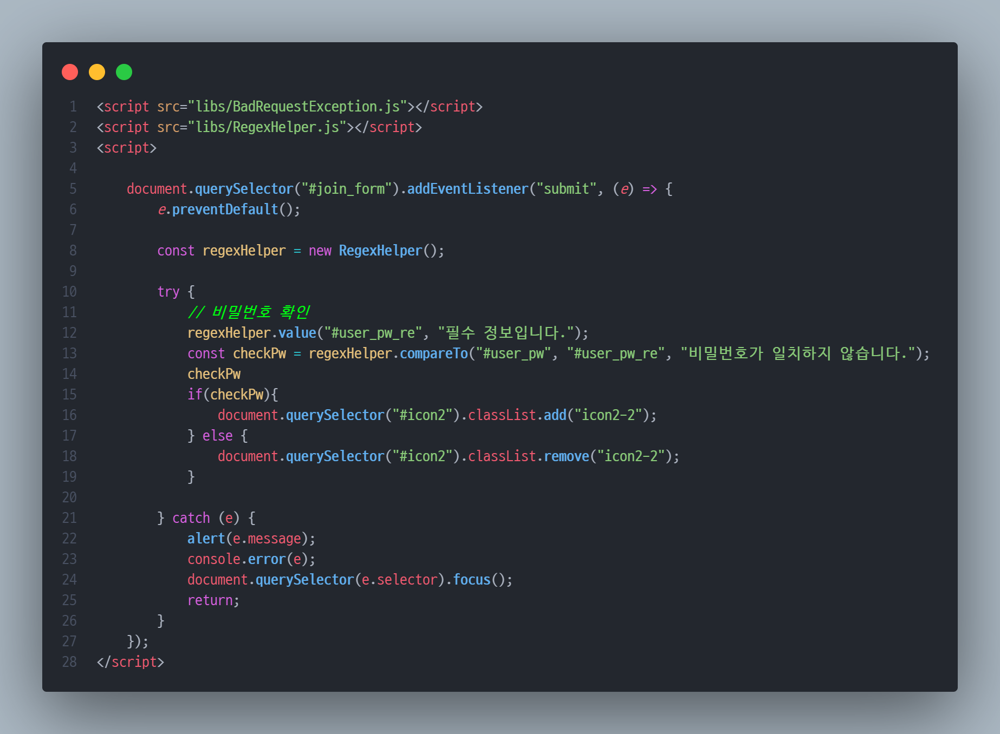 1 <script src="libs/BadRequestException.js"></script>
2 <script src="libs/RegexHelper.js"></script>
3 <script>
4
5     document.querySelector("#join_form").addEventListener("submit", (e) => {
6         e.preventDefault();
7
8         const regexHelper = new RegexHelper();
9
10         try {
11             // 비밀번호 확인
12             regexHelper.value("#user_pw_re", "필수 정보입니다.");
13             const checkPw = regexHelper.compareTo("#user_pw", "#user_pw_re", "비밀번호가 일치하지 않습니다.");
14             checkPw
15             if(checkPw){
16                 document.querySelector("#icon2").classList.add("icon2-2");
17             } else {
18                 document.querySelector("#icon2").classList.remove("icon2-2");
19             }
20
21         } catch (e) {
22             alert(e.message);
23             console.error(e);
24             document.querySelector(e.selector).focus();
25             return;
26         }
27     });
28 </script>